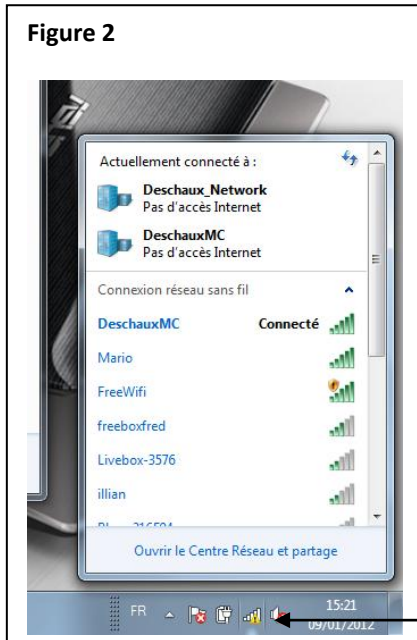 Figure 2
Actuellement connecté à :
Deschaux_Network
Pas d'accès Internet
DeschauxMC
Pas d'accès Internet
Connexion réseau sans fil
DeschauxMC Connecté
Mario
FreeWifi
freeboxfred
Livebox-3576
illian
Ouvrir le Centre Réseau et partage
FR
15:21
09/01/2012